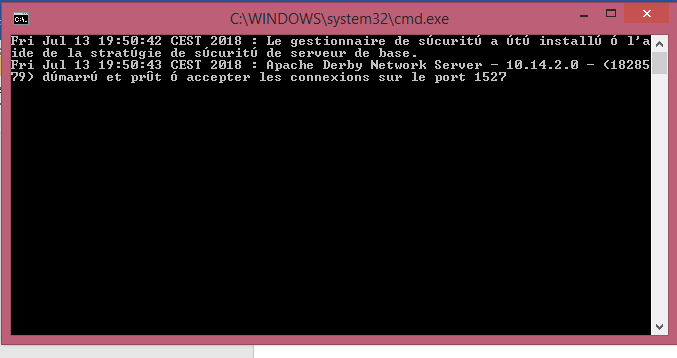 C:\WINDOWS\system32\cmd.exe
Fri Jul 13 19:50:42 CEST 2018 : Le gestionnaire de súcuritú a útú installú ó l'a
ide de la stratÚgie de súcuritú de serveur de base.
Fri Jul 13 19:50:43 CEST 2018 : Apache Derby Network Server - 10.14.2.0 - (18285
79) dúmarrú et prût ó accepter les connexions sur le port 1527